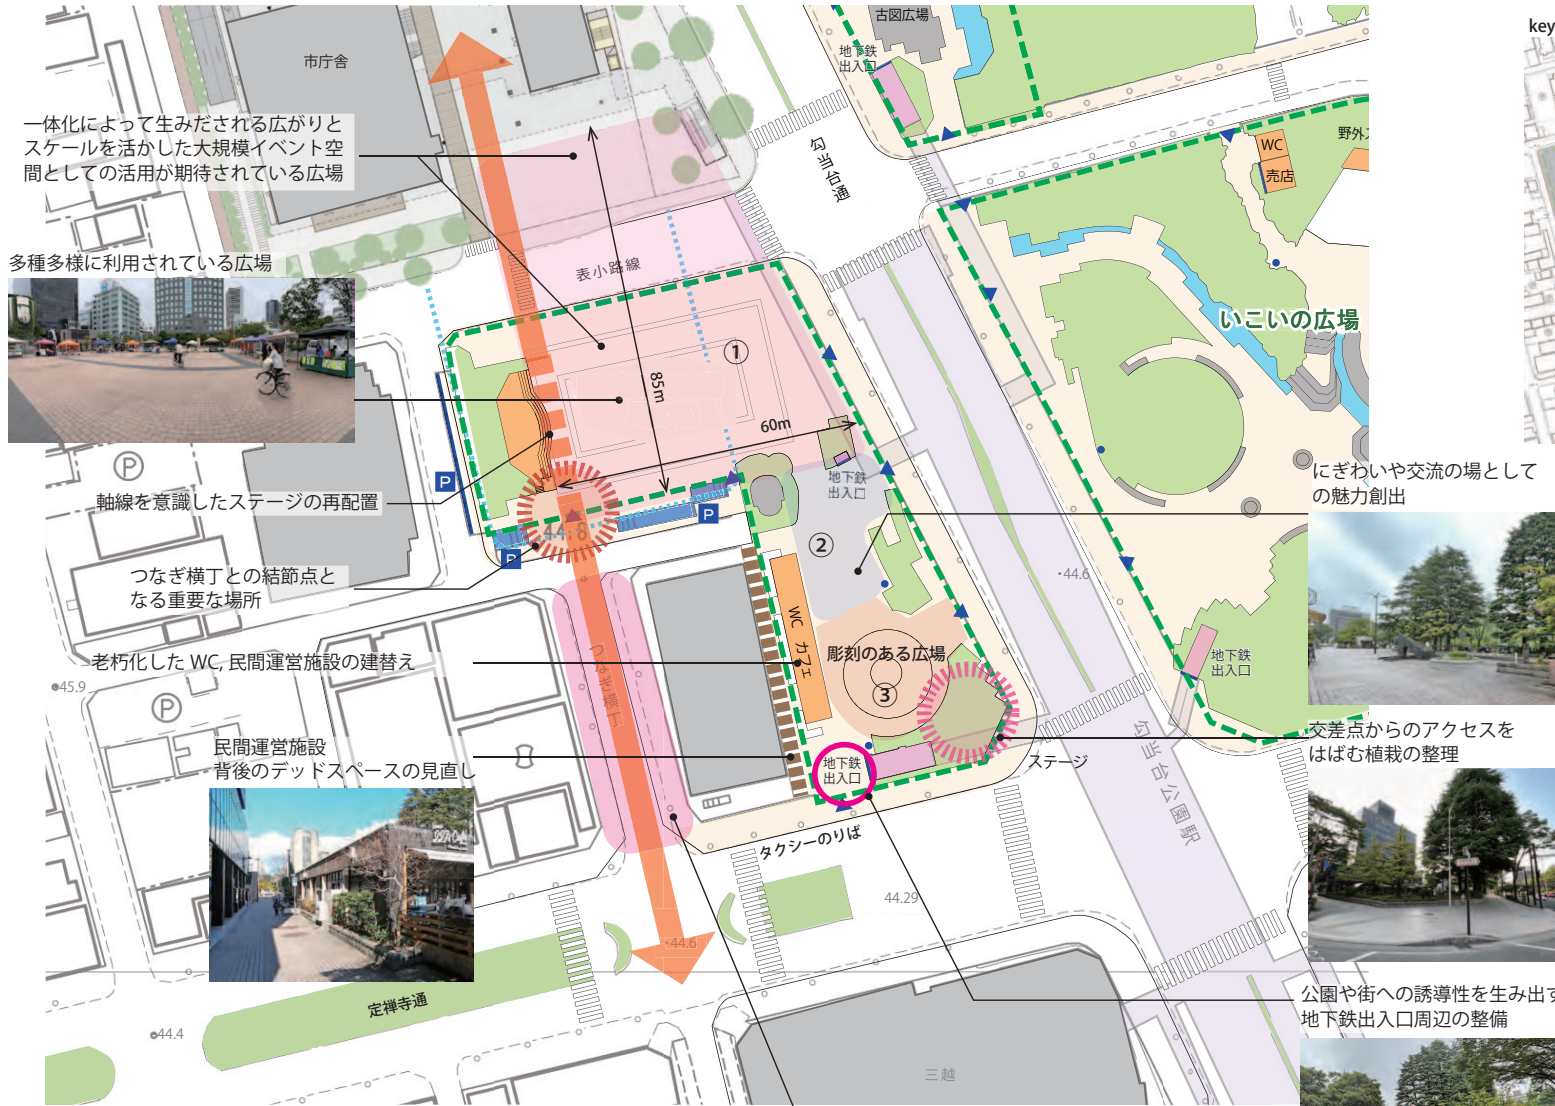 key
古図広場
地下鉄
出入口
市庁舎
一体化によって生みだされる広がりと
スケールを活かした大規模イベント空
間としての活用が期待されている広場
勾当台通
WC
売店
野外
表小路線
多種多様に利用されている広場
いこいの広場
①
85m
60m
P
P
P
地下鉄
出入口
にぎわいや交流の場として
の魅力創出
軸線を意識したステージの再配置
44.8
②
つなぎ横丁との結節点と
なる重要な場所
・44.6
WC カフェ
つなぎ横丁
彫刻のある広場
③
老朽化した WC, 民間運営施設の建替え
地下鉄
出入口
45.9
P
P
民間運営施設
背後のデッドスペースの見直し
地下鉄
出入口
ステージ
交差点からのアクセスを
はばむ植栽の整理
勾当台公園駅
タクシーのりば
44.29
・44.6
定禅寺通
44.4
公園や街への誘導性を生み出す
地下鉄出入口周辺の整備
三越